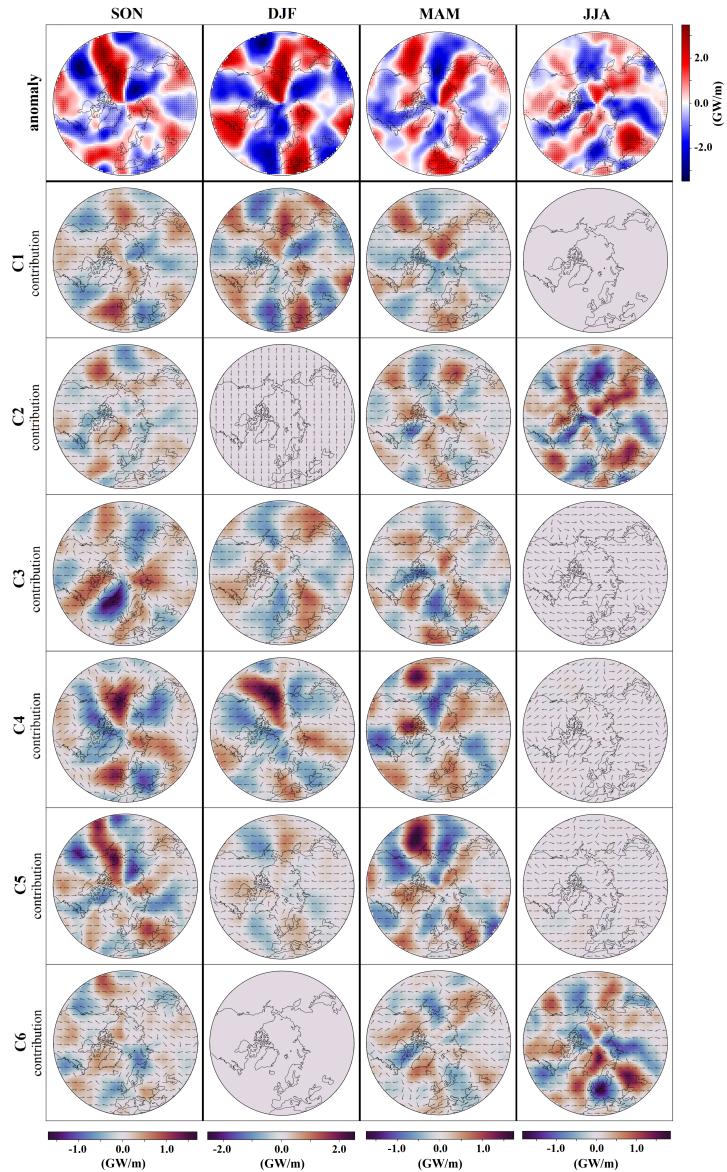 SON DJF MAM JJA
anomaly
2.0
0.0
-2.0
(GW/m)
C1
contribution
C2
contribution
C3
contribution
C4
contribution
C5
contribution
C6
contribution
-1.0 0.0 1.0 -2.0 0.0 2.0 -1.0 0.0 1.0 -1.0 0.0 1.0
(GW/m) (GW/m) (GW/m) (GW/m)